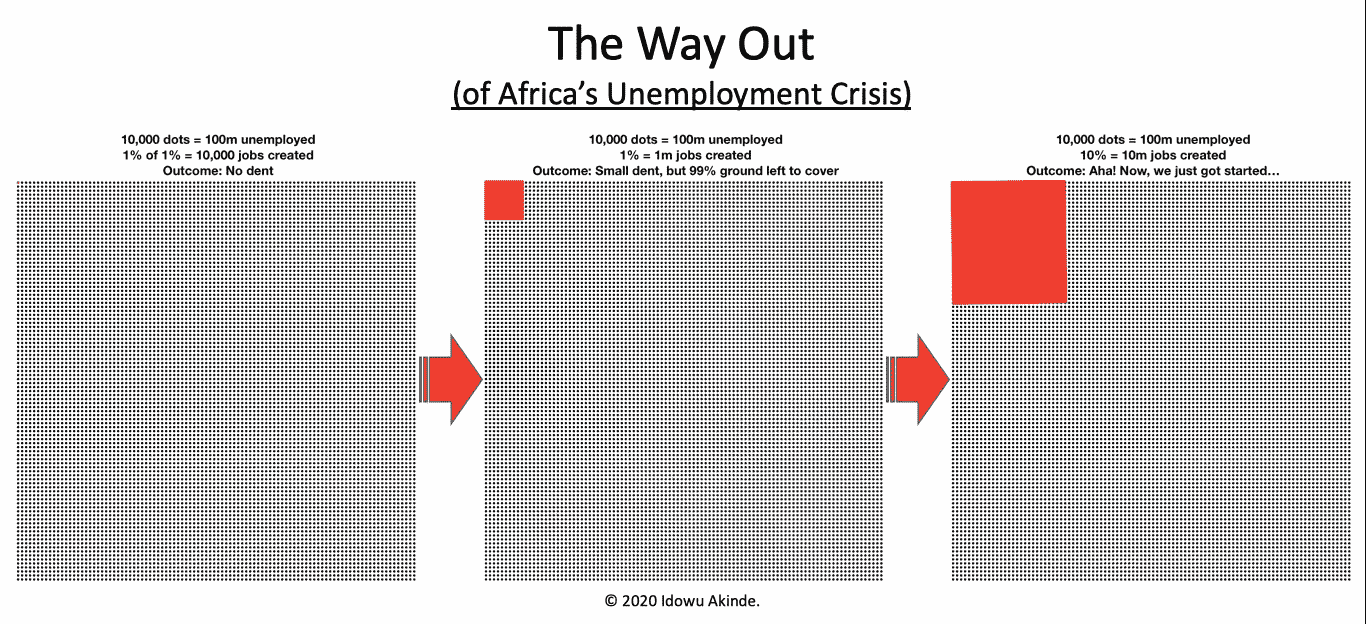 The Way Out
(of Africa's Unemployment Crisis)
10,000 dots = 100m unemployed
1% of 1% = 10,000 jobs created
Outcome: No dent
10,000 dots = 100m unemployed
1% = 1m jobs created
Outcome: Small dent, but 99% ground left to cover
10,000 dots = 100m unemployed
10% = 10m jobs created
Outcome: Aha! Now, we just got started...
© 2020 Idowu Akinde.